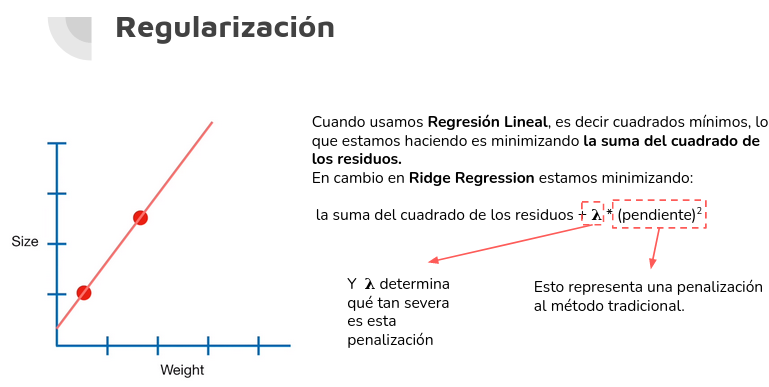 Regularización
Cuando usamos Regresión Lineal, es decir cuadrados mínimos, lo
que estamos haciendo es minimizando la suma del cuadrado de
los residuos.
En cambio en Ridge Regression estamos minimizando:
la suma del cuadrado de los residuos + λ * (pendiente)²
Size
Y λ determina
qué tan severa
es esta
penalización
Esto representa una penalización
al método tradicional.
Weight